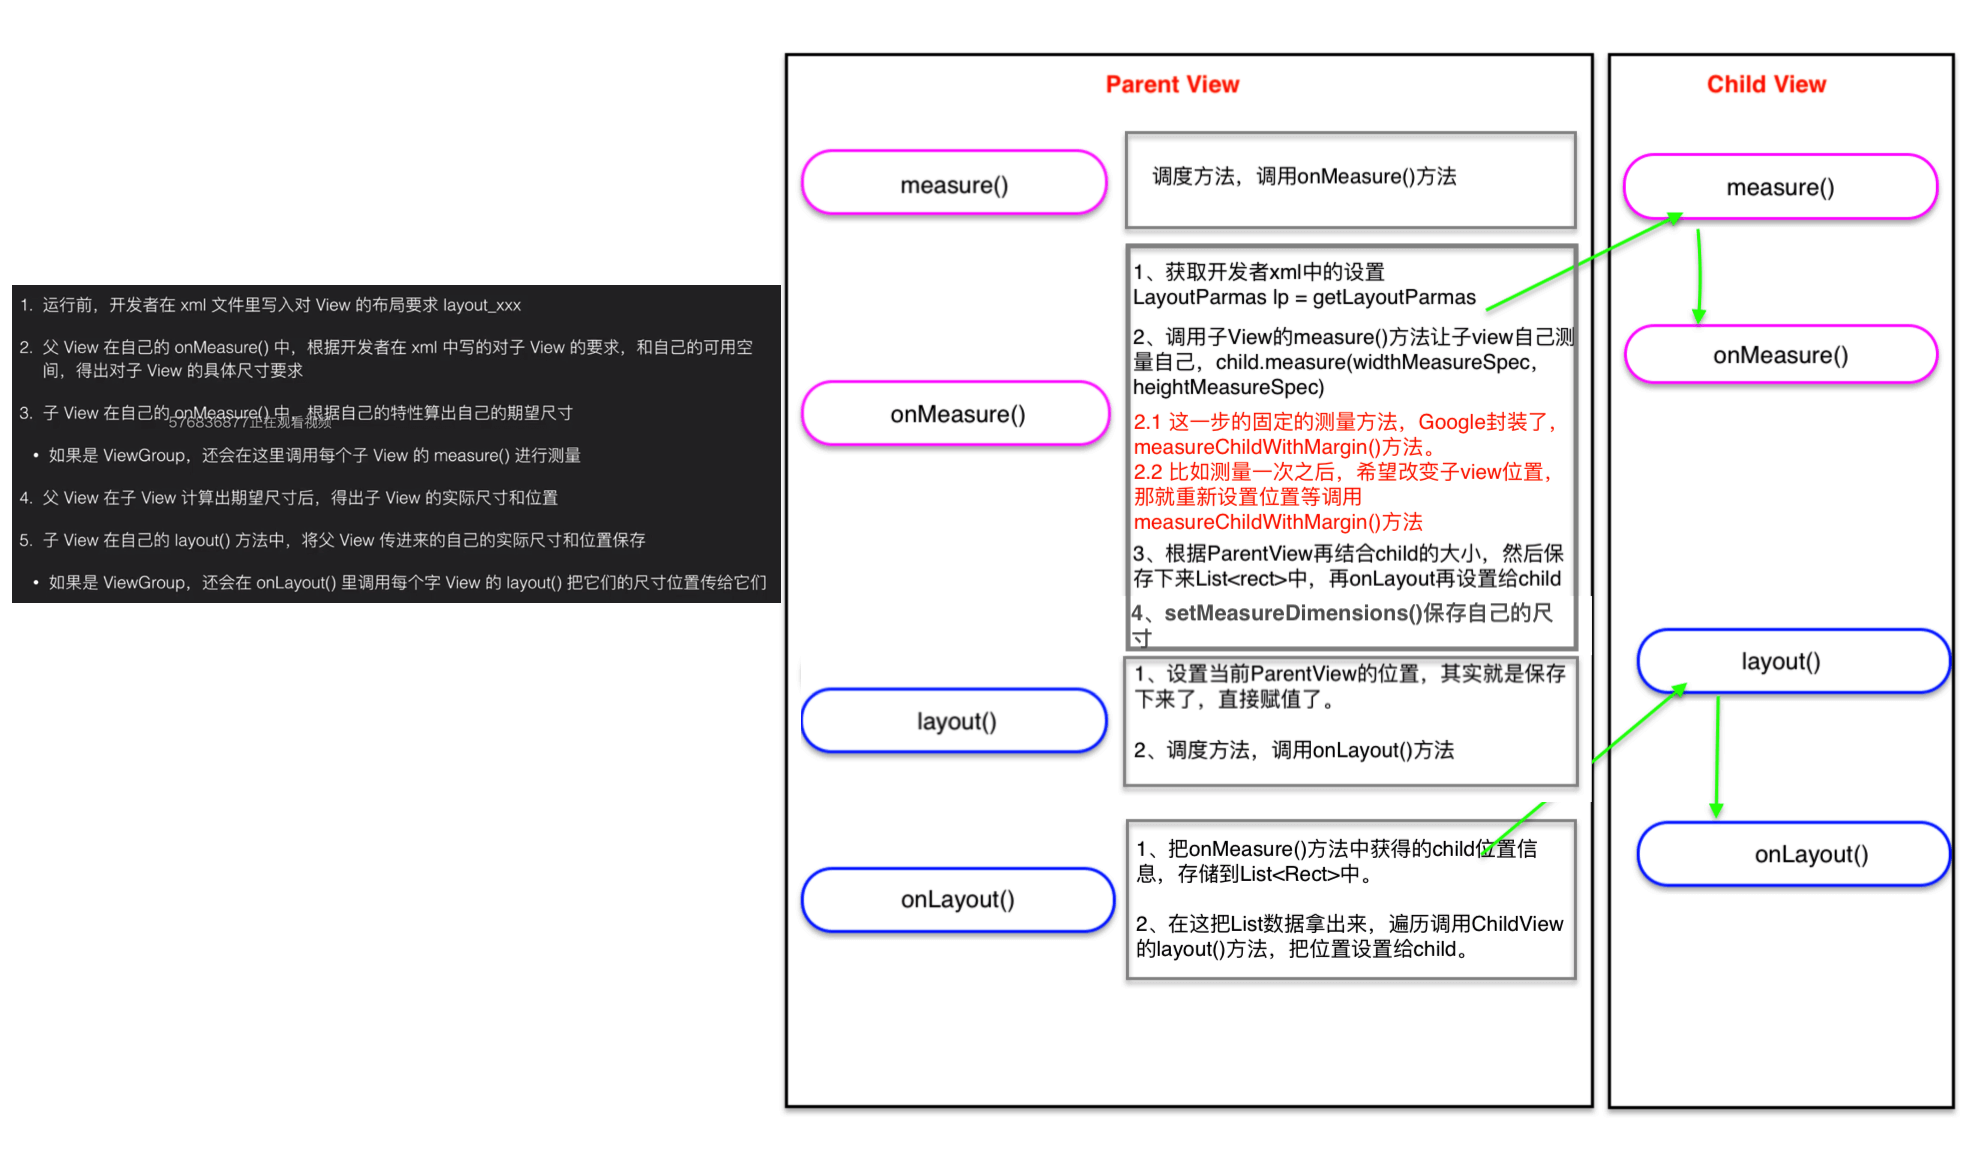 1. 运行前，开发者在 xml 文件里写入对 View 的布局要求 layout_xxx
2. 父 View 在自己的 onMeasure() 中，根据开发者在 xml 中写的对子 View 的要求，和自己的可用空
间，得出对子 View 的具体尺寸要求
3. 子 View 在自己的 onMeasure() 中，根据自己的特性算出自己的期望尺寸
576836877正在观看视频
• 如果是 ViewGroup，还会在这里调用每个子 View 的 measure() 进行测量
4. 父 View 在子 View 计算出期望尺寸后，得出子 View 的实际尺寸和位置
5. 子 View 在自己的 layout() 方法中，将父 View 传进来的自己的实际尺寸和位置保存
• 如果是 ViewGroup，还会在 onLayout() 里调用每个字 View 的 layout() 把它们的尺寸位置传给它们
Parent View
measure()
调度方法，调用onMeasure()方法
onMeasure()
1、获取开发者xml中的设置
LayoutParmas lp = getLayoutParmas
2、调用子View的measure()方法让子view自己测
量自己，child.measure(widthMeasureSpec，
heightMeasureSpec)
2.1 这一步的固定的测量方法，Google封装了，
measureChildWithMargin()方法。
2.2 比如测量一次之后，希望改变子view位置，
那就重新设置位置等调用
measureChildWithMargin()方法
3、根据ParentView再结合child的大小，然后保
存下来List<rect>中，再onLayout再设置给child
4、setMeasureDimensions()保存自己的尺
寸
layout()
1、设置当前ParentView的位置，其实就是保存
下来了，直接赋值了。
2、调度方法，调用onLayout()方法
onLayout()
1、把onMeasure()方法中获得的child位置信
息，存储到List<Rect>中。
2、在这把List数据拿出来，遍历调用ChildView
的layout()方法，把位置设置给child。
Child View
measure()
onMeasure()
layout()
onLayout()